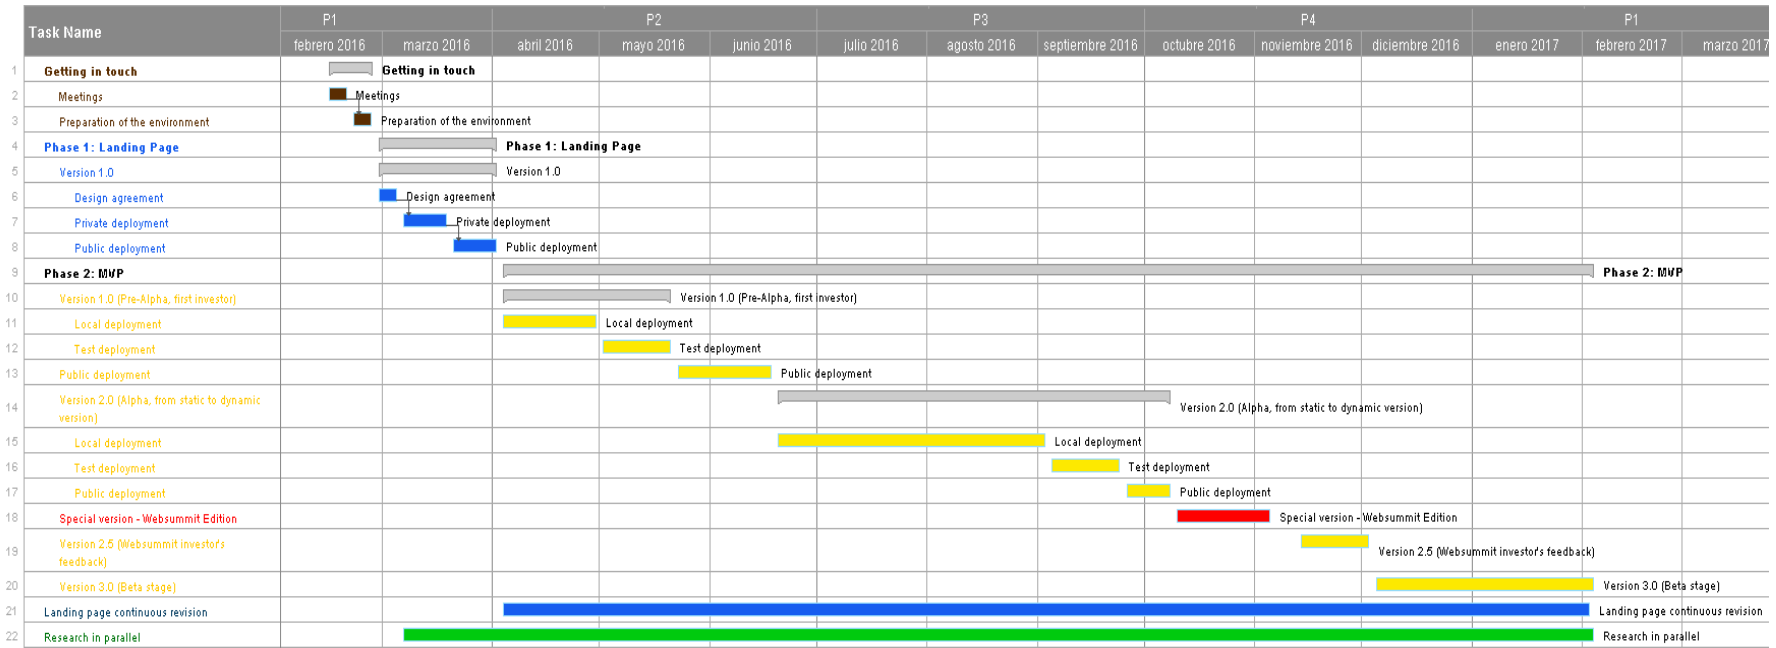 Task Name
P1 P2 P3 P4 P1
febrero 2016 marzo 2016 abril 2016 mayo 2016 junio 2016 julio 2016 agosto 2016 septiembre 2016 octubre 2016 noviembre 2016 diciembre 2016 enero 2017 febrero 2017 marzo 2017
1 Getting in touch Getting in touch
2 Meetings Meetings
3 Preparation of the environment Preparation of the environment
4 Phase 1: Landing Page Phase 1: Landing Page
5 Version 1.0 Version 1.0
6 Design agreement Design agreement
7 Private deployment Private deployment
8 Public deployment Public deployment
9 Phase 2: MVP Phase 2: MVP
10 Version 1.0 (Pre-Alpha, first investor) Version 1.0 (Pre-Alpha, first investor)
11 Local deployment Local deployment
12 Test deployment Test deployment
13 Public deployment Public deployment
14 Version 2.0 (Alpha, from static to dynamic
version) Version 2.0 (Alpha, from static to dynamic version)
15 Local deployment Local deployment
16 Test deployment Test deployment
17 Public deployment Public deployment
18 Special version - Websummit Edition Special version - Websummit Edition
19 Version 2.5 (Websummit investor's
feedback) Version 2.5 (Websummit investor's feedback)
20 Version 3.0 (Beta stage) Version 3.0 (Beta stage)
21 Landing page continuous revision Landing page continuous revision
22 Research in parallel Research in parallel